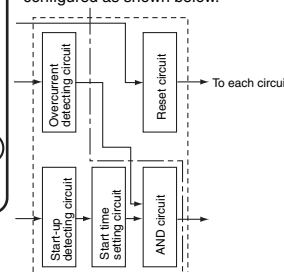 configured as shown below.
Overcurrent
detecting circuit
Reset circuit
To each circui
Start-up
detecting circuit
Start time
setting circuit
AND circuit